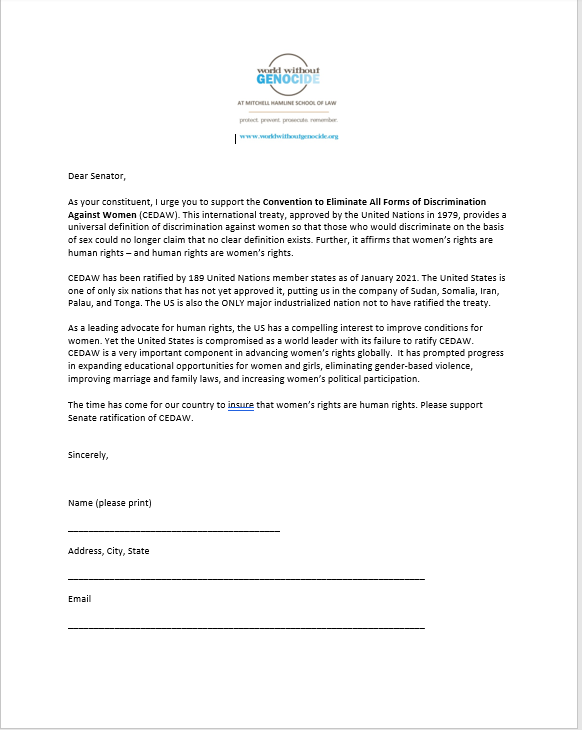 world without
GENOCIDE
AT MITCHELL HAMLINE SCHOOL OF LAW
protect. prevent. prosecute. remember.
www.worldwithoutgenocide.org
Dear Senator,
As your constituent, I urge you to support the Convention to Eliminate All Forms of Discrimination
Against Women (CEDAW). This international treaty, approved by the United Nations in 1979, provides a
universal definition of discrimination against women so that those who would discriminate on the basis
of sex could no longer claim that no clear definition exists. Further, it affirms that women’s rights are
human rights – and human rights are women’s rights.
CEDAW has been ratified by 189 United Nations member states as of January 2021. The United States is
one of only six nations that has not yet approved it, putting us in the company of Sudan, Somalia, Iran,
Palau, and Tonga. The US is also the ONLY major industrialized nation not to have ratified the treaty.
As a leading advocate for human rights, the US has a compelling interest to improve conditions for
women. Yet the United States is compromised as a world leader with its failure to ratify CEDAW.
CEDAW is a very important component in advancing women’s rights globally.  It has prompted progress
in expanding educational opportunities for women and girls, eliminating gender-based violence,
improving marriage and family laws, and increasing women’s political participation.
The time has come for our country to insure that women’s rights are human rights. Please support
Senate ratification of CEDAW.
Sincerely,
Name (please print)
Address, City, State
Email